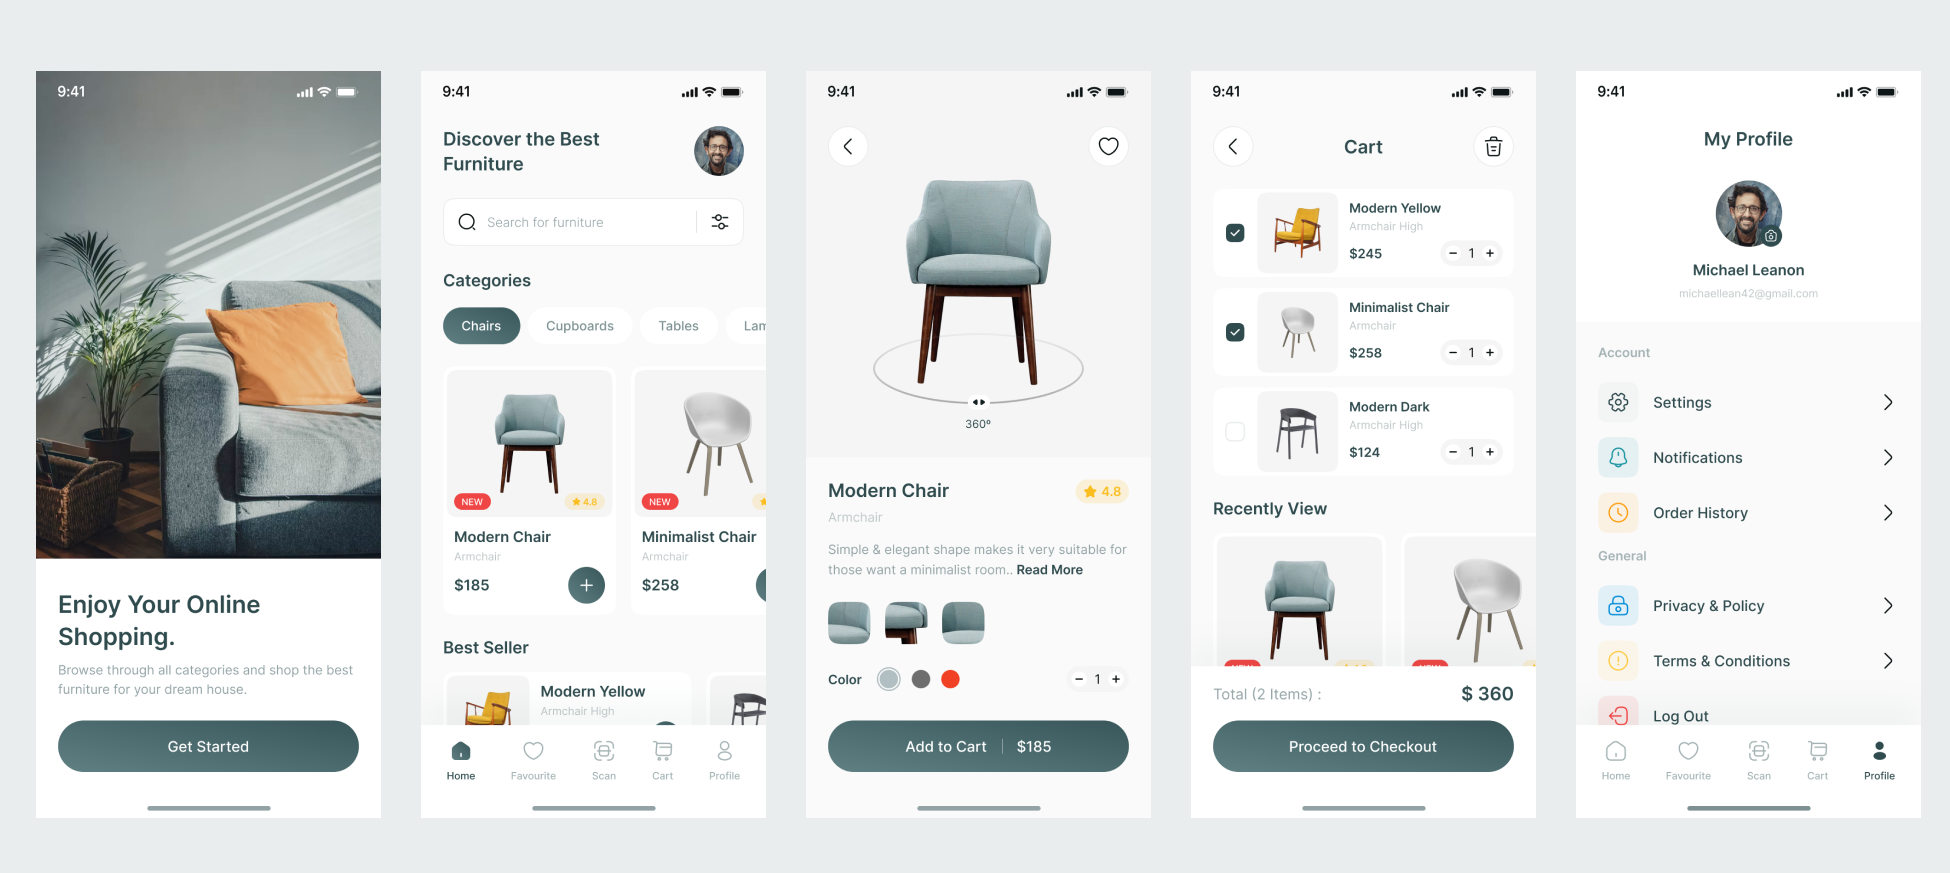 9:41
Enjoy Your Online
Shopping.
Browse through all categories and shop the best
furniture for your dream house.
Get Started
9:41
Discover the Best
Furniture
Search for furniture
Categories
Chairs
Cupboards
Tables
Lam
NEW
4.8
NEW
Modern Chair
Minimalist Chair
Armchair
Armchair
$185
$258
Best Seller
Modern Yellow
Armchair High
Home
Favourite
Scan
Cart
Profile
9:41
360°
Modern Chair
4.8
Armchair
Simple & elegant shape makes it very suitable for
those want a minimalist room.. Read More
Color
1
Add to Cart
$185
9:41
Cart
Modern Yellow
Armchair High
$245
1
Minimalist Chair
Armchair
$258
1
Modern Dark
Armchair High
$124
1
Recently View
Total (2 Items) :
$ 360
Proceed to Checkout
9:41
My Profile
Michael Leanon
michaellean42@gmail.com
Account
Settings
Notifications
Order History
General
Privacy & Policy
Terms & Conditions
Log Out
Home
Favourite
Scan
Cart
Profile